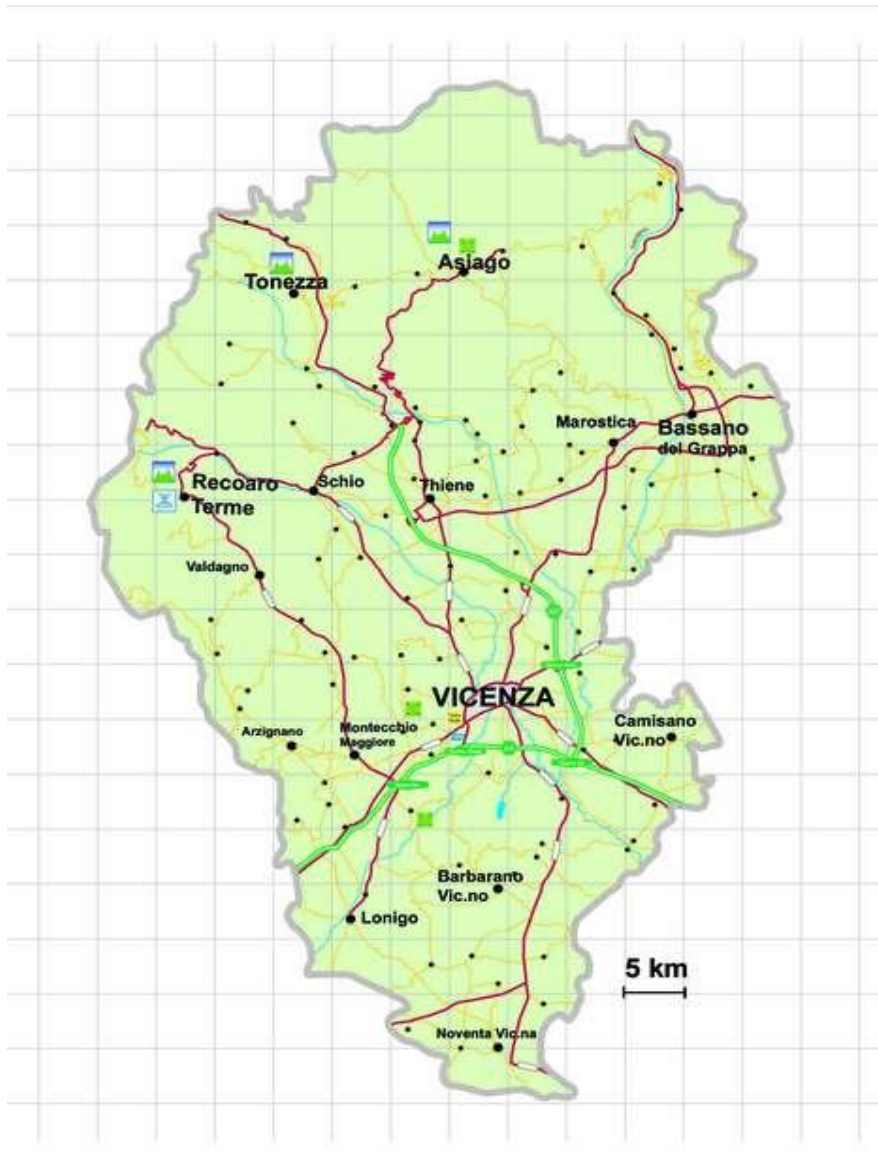 Asiago
Tonezza
Marostica
Bassano
del Grappa
Recoaro
Terme
Schio
Thiene
Valdagno
VICENZA
Camisano
Vic.no
Arzignano
Montecchio
Maggiore
Barbarano
Vic.no
Lonigo
5 km
Noventa Vic.na